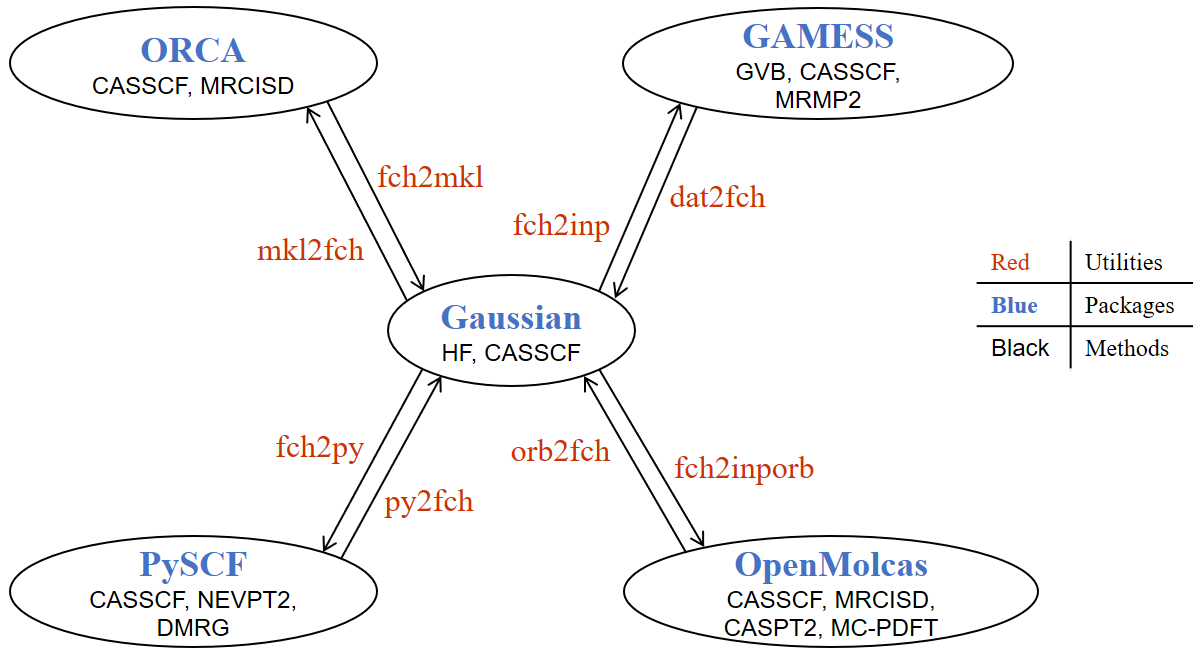 ORCA
CASSCF, MRCISD
GAMESS
GVB, CASSCF,
MRMP2
fch2mkl
mkl2fch
fch2inp
dat2fch
Gaussian
HF, CASSCF
Red Utilities
Blue Packages
Black Methods
fch2py
py2fch
orb2fch
fch2inporb
PySCF
CASSCF, NEVPT2,
DMRG
OpenMolcas
CASSCF, MRCISD,
CASPT2, MC-PDFT